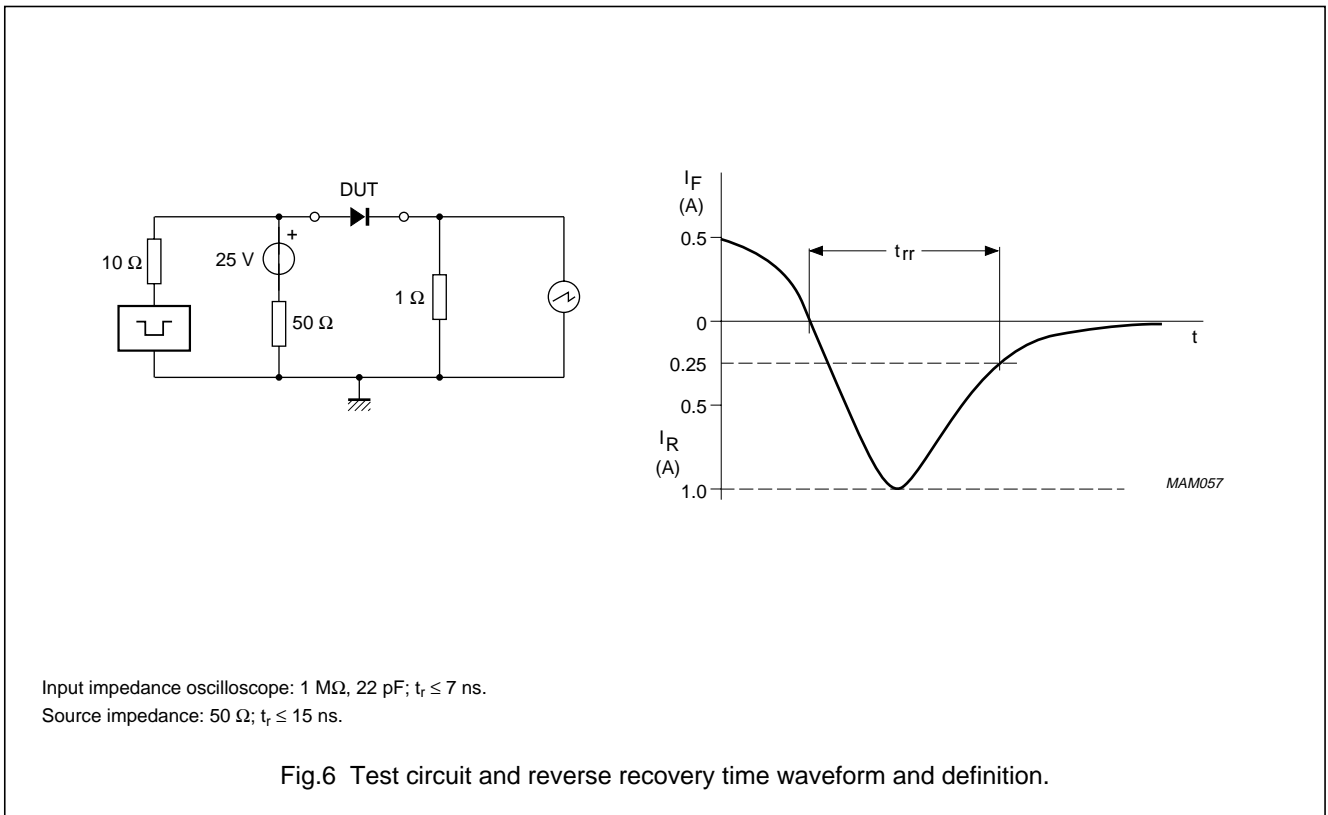 DUT
+
10 Ω
25 V
50 Ω
1 Ω
I_F
(A)
0.5
t_rr
0
t
0.25
0.5
I_R
(A)
1.0
MAM057
Input impedance oscilloscope: 1 MΩ, 22 pF; t_r ≤ 7 ns.
Source impedance: 50 Ω; t_r ≤ 15 ns.
Fig.6 Test circuit and reverse recovery time waveform and definition.